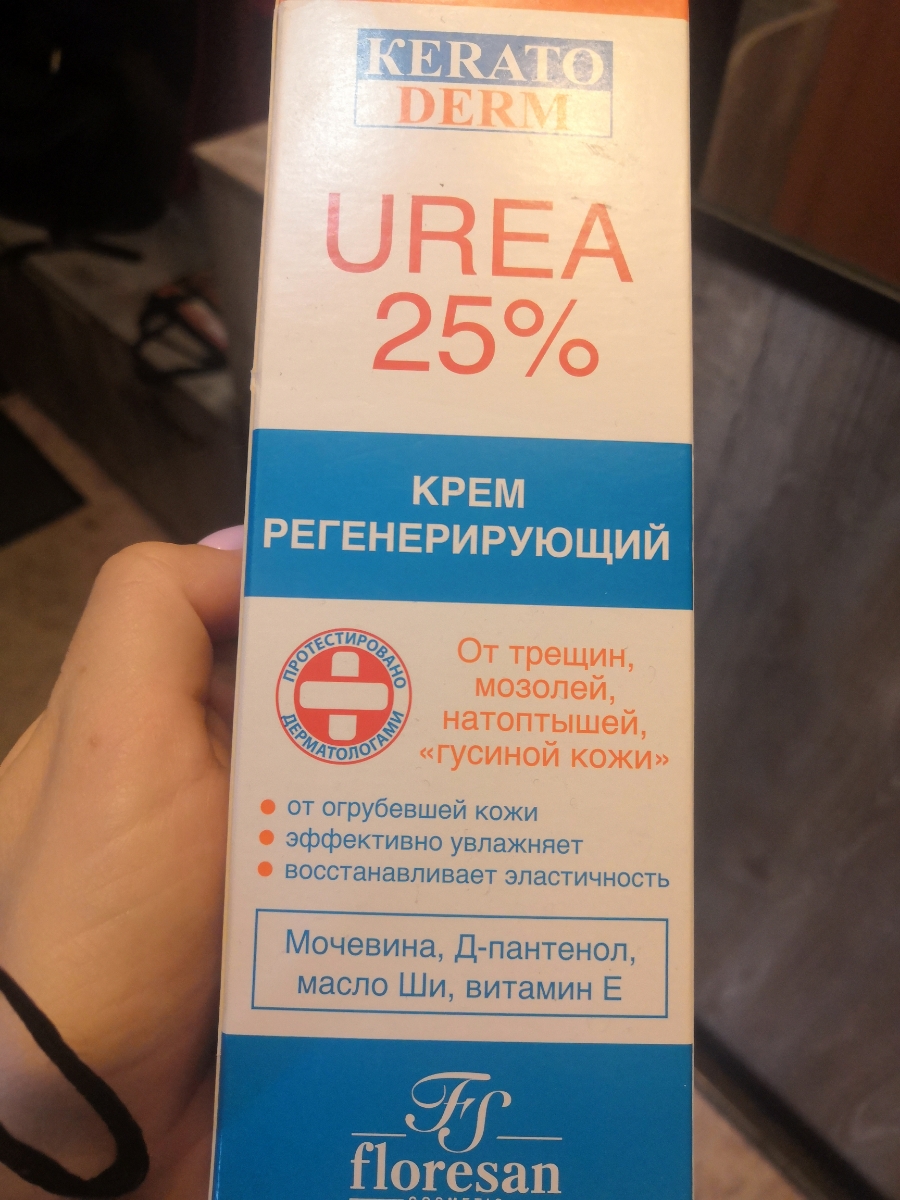 KERATO
DERM
UREA
25%
КРЕМ
РЕГЕНЕРИРУЮЩИЙ
ПРОТЕСТИРОВАНО
ДЕРМАТОЛОГАМИ
От трещин,
мозолей,
натоптышей,
«гусиной кожи»
от огрубевшей кожи
эффективно увлажняет
восстанавливает эластичность
Мочевина, Д-пантенол,
масло Ши, витамин Е
FS
floresan